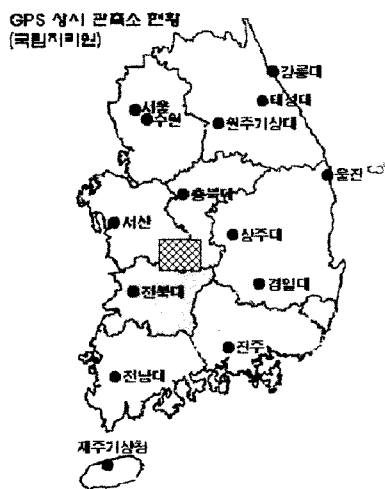 GPS 상시 관측소 현황
(국립지리원)
강릉대
태성대
서울
수원
원주기상대
울진
충북대
서산
상주대
전북대
경일대
진주
전남대
제주기상청